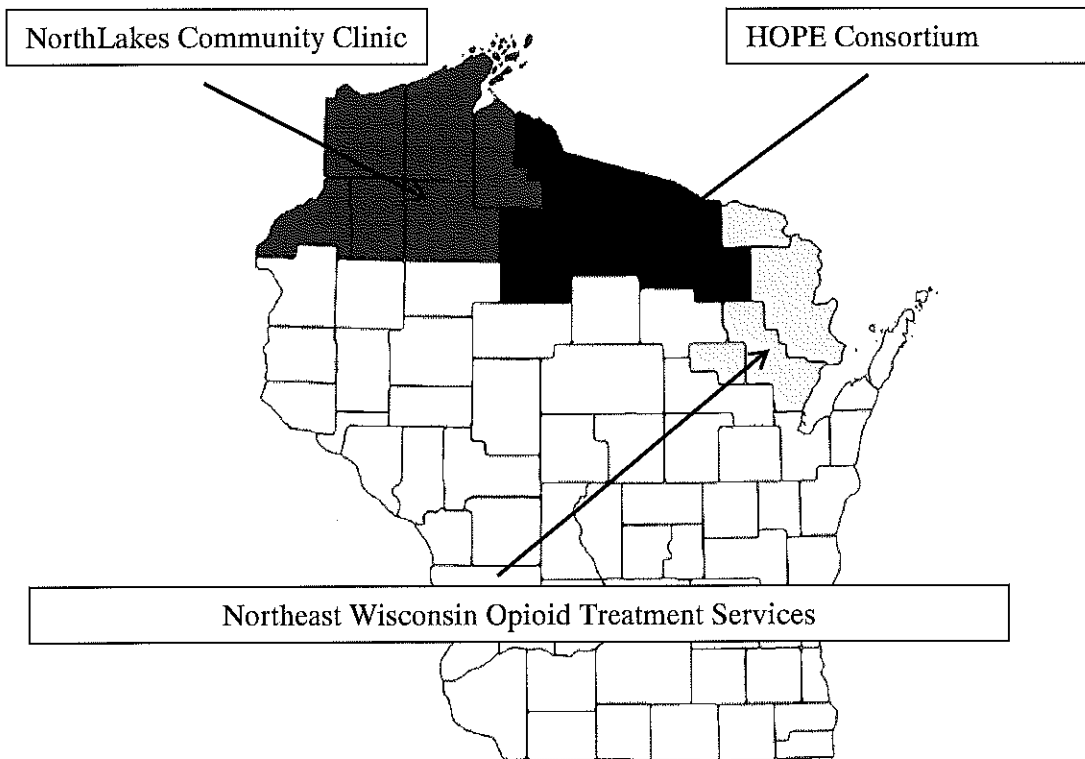 NorthLakes Community Clinic
HOPE Consortium
Northeast Wisconsin Opioid Treatment Services